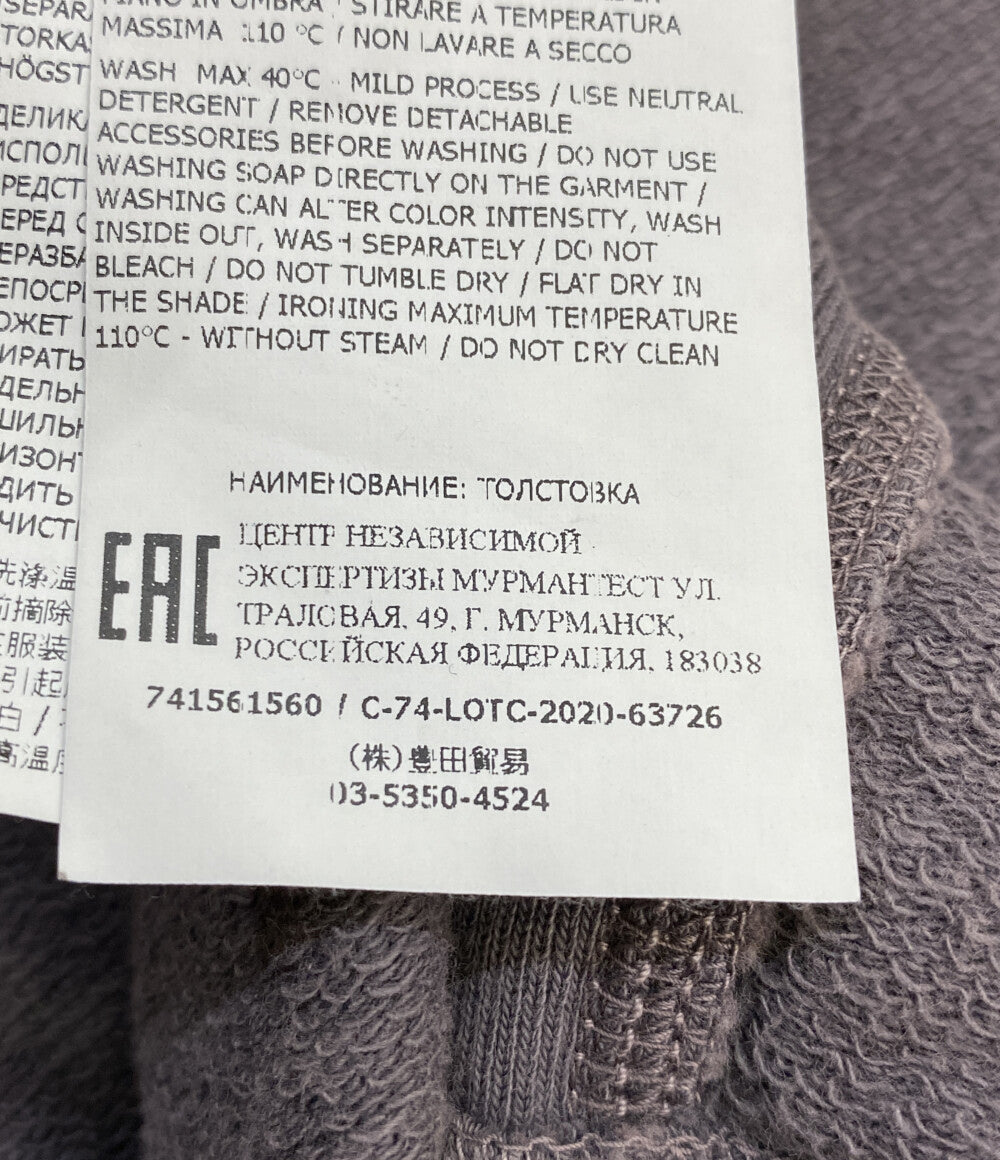 STIRARE A TEMPERATURA
MASSIMA 110 °C / NON LAVARE A SECCO
WASH MAX 40°C - MILD PROCESS / USE NEUTRAL
DETERGENT / REMOVE DETACHABLE
ACCESSORIES BEFORE WASHING / DO NOT USE
WASHING SOAP DIRECTLY ON THE GARMENT /
WASHING CAN ALTER COLOR INTENSITY, WASH
INSIDE OUT, WASH SEPARATELY / DO NOT
BLEACH / DO NOT TUMBLE DRY / FLAT DRY IN
THE SHADE / IRONING MAXIMUM TEMPERATURE
110°C - WITHOUT STEAM / DO NOT DRY CLEAN
НАИМЕНОВАНИЕ: ТОЛСТОВКА
EAC
ЦЕНТР НЕЗАВИСИМОЙ
ЭКСПЕРТИЗЫ МУРМАНТЕСТ УЛ.
ТРАЛОВАЯ, 49, Г. МУРМАНСК,
РОССИЙСКАЯ ФЕДЕРАЦИЯ, 183038
741561560 / C-74-LOTC-2020-63726
(株)豊田貿易
03-5350-4524